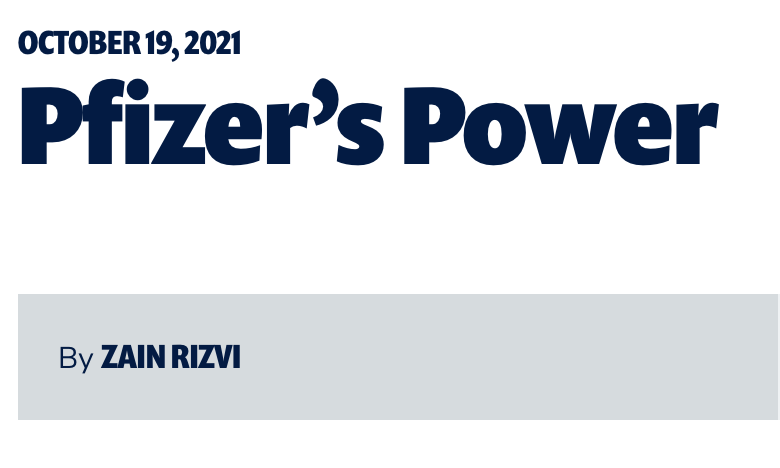 OCTOBER 19, 2021
Pfizer’s Power
By ZAIN RIZVI